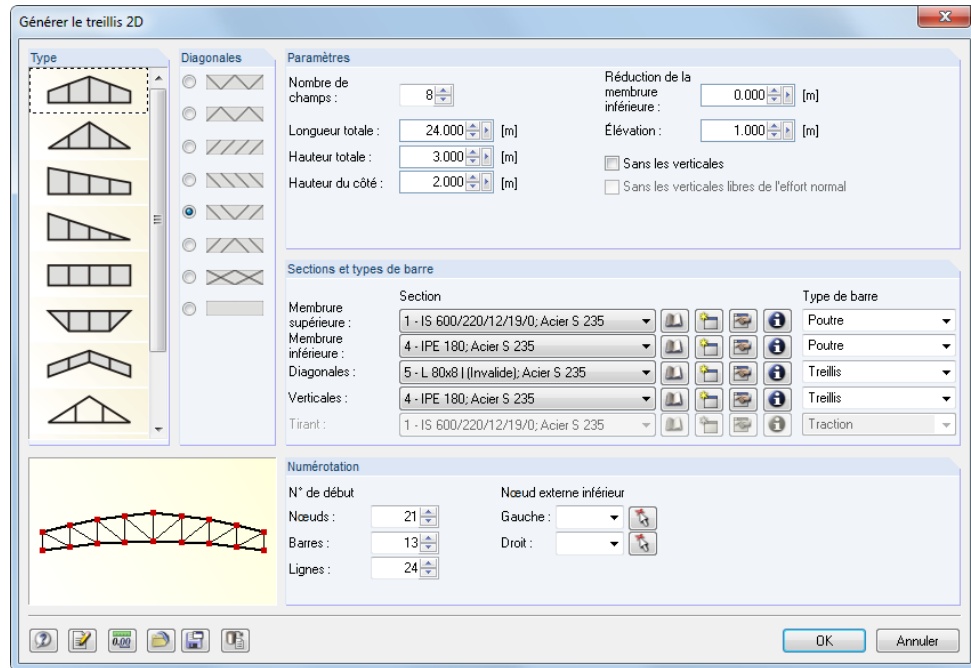 Générer le treillis 2D
Type
Diagonales
Paramètres
Nombre de
champs :
8
Longueur totale :
24.000
[m]
Hauteur totale :
3.000
[m]
Hauteur du côté :
2.000
[m]
Réduction de la
membrure
inférieure :
0.000
[m]
Élévation :
1.000
[m]
Sans les verticales
Sans les verticales libres de l'effort normal
Sections et types de barre
Section
Type de barre
Membrure
supérieure :
1 - IS 600/220/12/19/0; Acier S 235
Poutre
Membrure
inférieure :
4 - IPE 180; Acier S 235
Poutre
Diagonales :
5 - L 80x8 | (Invalide); Acier S 235
Treillis
Verticales :
4 - IPE 180; Acier S 235
Treillis
Tirant :
1 - IS 600/220/12/19/0; Acier S 235
Traction
Numérotation
N° de début
Nœud externe inférieur
Nœuds :
21
Gauche :
Barres :
13
Droit :
Lignes :
24
0.00
OK
Annuler